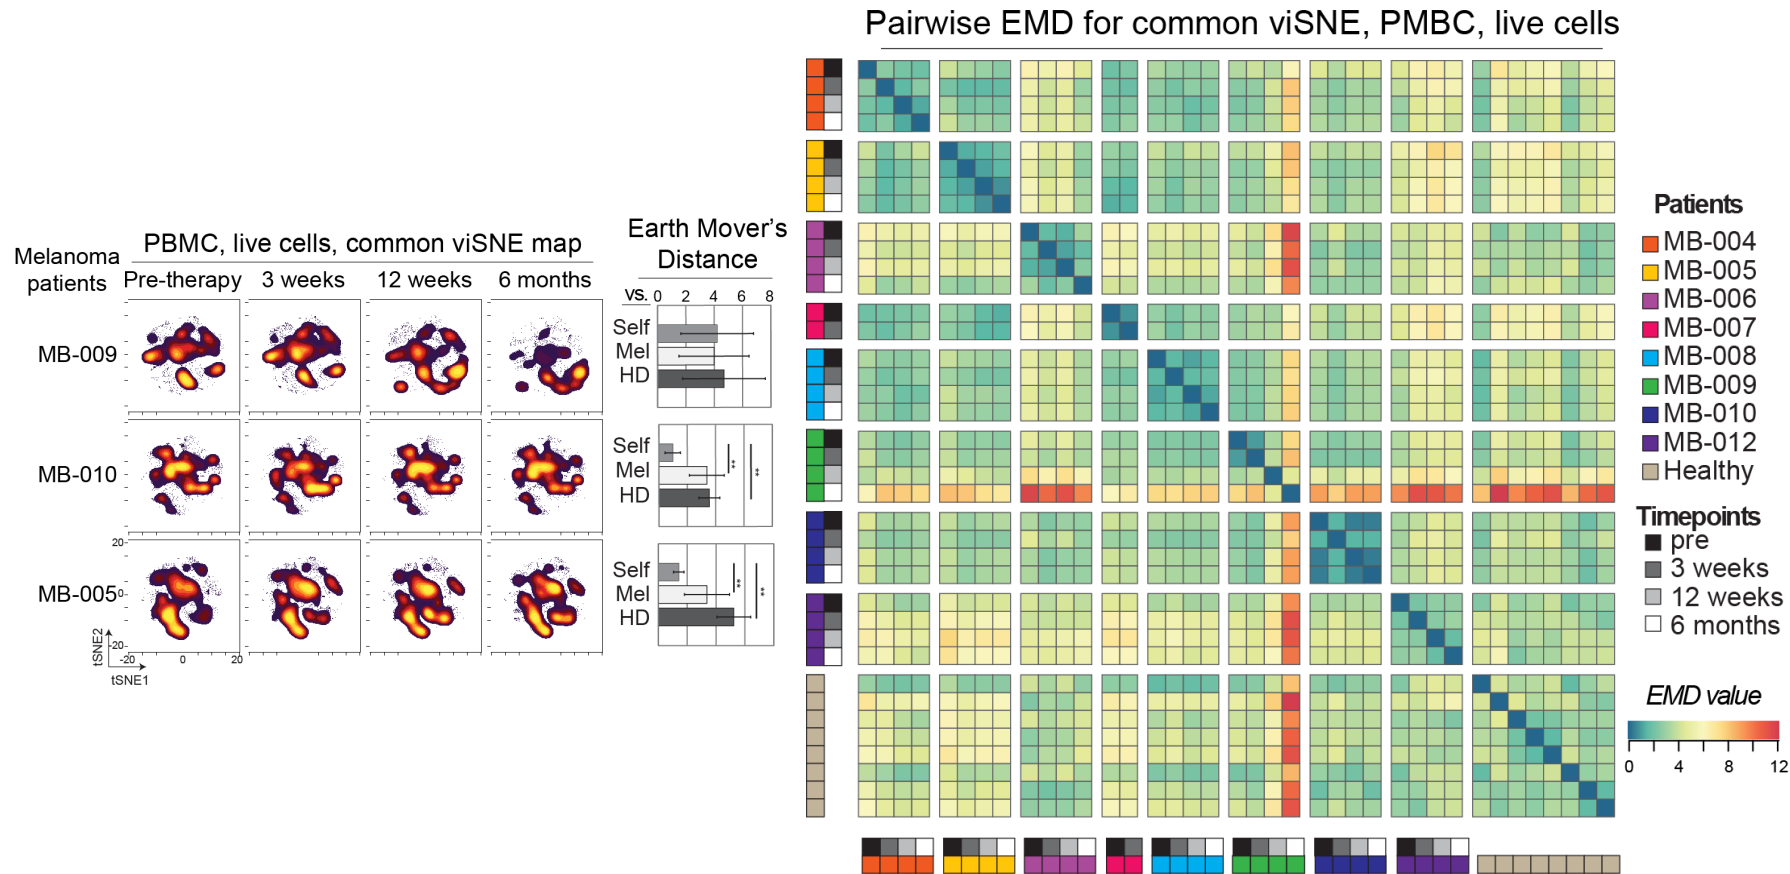 Pairwise EMD for common viSNE, PMBC, live cells
Melanoma
patients
PBMC, live cells, common viSNE map
Pre-therapy 3 weeks 12 weeks 6 months
Earth Mover's
Distance
vs. 0 2 4 6 8
MB-009
Self
Mel
HD
MB-010
Self
Mel
HD
**
**
MB-005
Self
Mel
HD
**
**
20
0
-20
-20 0 20
tSNE2
tSNE1
Patients
MB-004
MB-005
MB-006
MB-007
MB-008
MB-009
MB-010
MB-012
Healthy
Timepoints
pre
3 weeks
12 weeks
6 months
EMD value
0 4 8 12